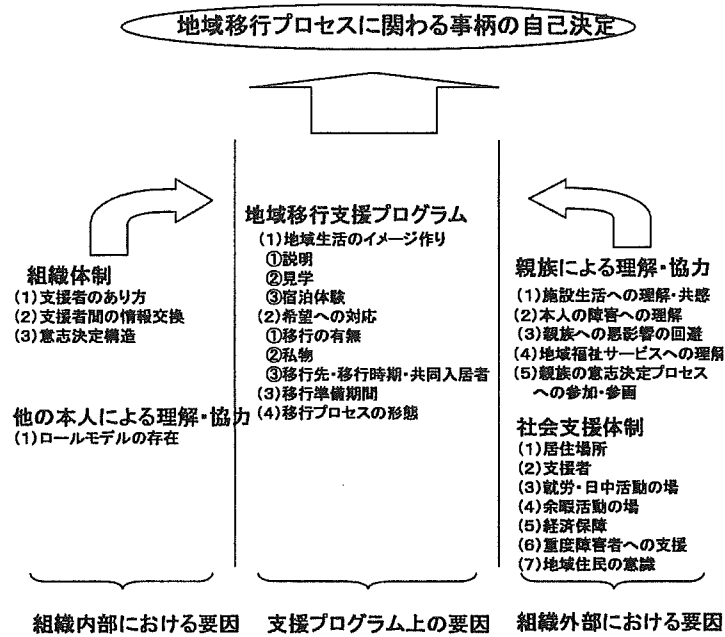 地域移行プロセスに関わる事柄の自己決定
組織体制
(1)支援者のあり方
(2)支援者間の情報交換
(3)意志決定構造
他の本人による理解・協力
(1)ロールモデルの存在
組織内部における要因
地域移行支援プログラム
(1)地域生活のイメージ作り
①説明
②見学
③宿泊体験
(2)希望への対応
①移行の有無
②私物
③移行先・移行時期・共同入居者
(3)移行準備期間
(4)移行プロセスの形態
支援プログラム上の要因
親族による理解・協力
(1)施設生活への理解・共感
(2)本人の障害への理解
(3)親族への悪影響の回避
(4)地域福祉サービスへの理解
(5)親族の意志決定プロセス
への参加・参画
社会支援体制
(1)居住場所
(2)支援者
(3)就労・日中活動の場
(4)余暇活動の場
(5)経済保障
(6)重度障害者への支援
(7)地域住民の意識
組織外部における要因